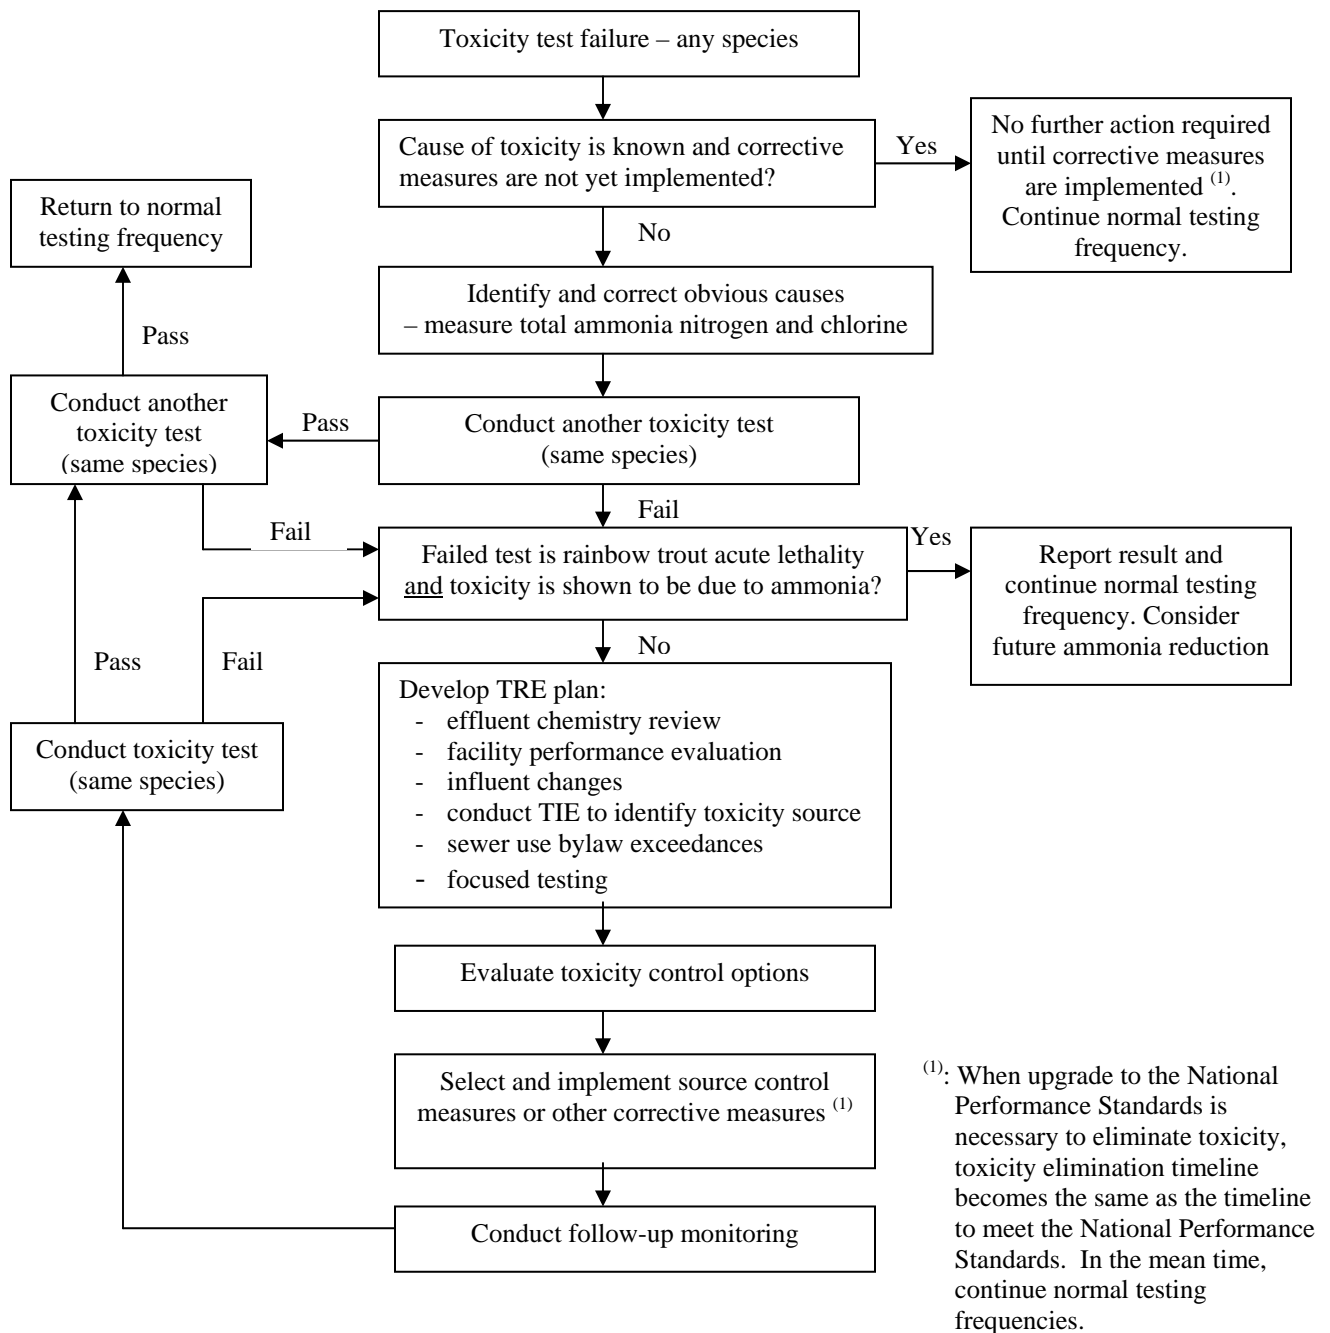 Toxicity test failure – any species
Cause of toxicity is known and corrective
measures are not yet implemented?
Yes
No further action required
until corrective measures
are implemented (1).
Continue normal testing
frequency.
Return to normal
testing frequency
No
Identify and correct obvious causes
– measure total ammonia nitrogen and chlorine
Pass
Conduct another
toxicity test
(same species)
Pass
Conduct another toxicity test
(same species)
Fail
Fail
Failed test is rainbow trout acute lethality
and toxicity is shown to be due to ammonia?
Yes
Report result and
continue normal testing
frequency. Consider
future ammonia reduction
No
Pass
Fail
Develop TRE plan:
- effluent chemistry review
- facility performance evaluation
- influent changes
- conduct TIE to identify toxicity source
- sewer use bylaw exceedances
- focused testing
Conduct toxicity test
(same species)
Evaluate toxicity control options
Select and implement source control
measures or other corrective measures (1)
Conduct follow-up monitoring
(1): When upgrade to the National
Performance Standards is
necessary to eliminate toxicity,
toxicity elimination timeline
becomes the same as the timeline
to meet the National Performance
Standards. In the mean time,
continue normal testing
frequencies.